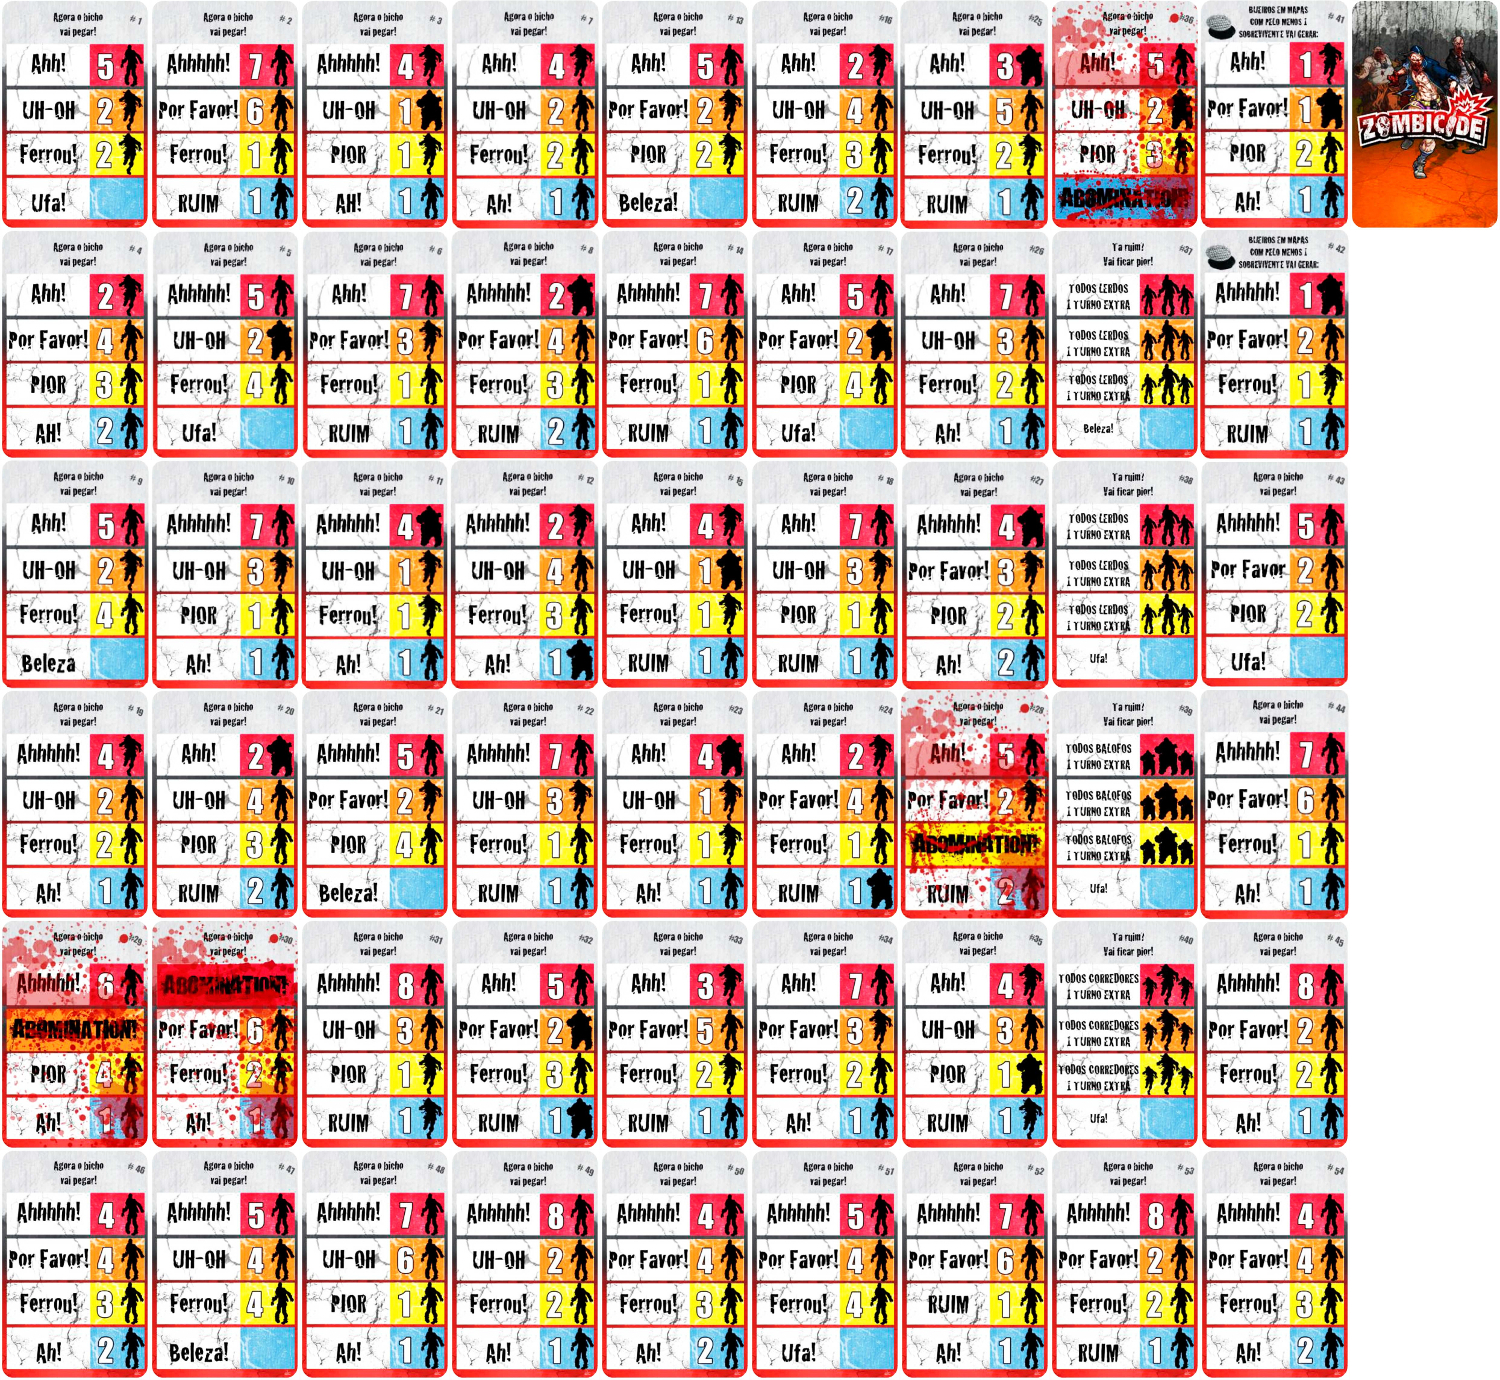 Agora o bicho # 1
vai pegar!
Ahh! 5
UH-OH 2
Ferrou! 2
Ufa!
Agora o bicho # 2
vai pegar!
Ahhhhh! 7
Por Favor! 6
Ferrou! 1
RUIM 1
Agora o bicho # 3
vai pegar!
Ahhhhh! 4
UH-OH 1
PIOR 1
AH! 1
Agora o bicho # 7
vai pegar!
Ahh! 4
UH-OH 2
Ferrou! 2
Ah! 1
Agora o bicho # 13
vai pegar!
Ahh! 5
Por Favor! 2
PIOR 2
Beleza!
Agora o bicho #16
vai pegar!
Ahh! 2
UH-OH 4
Ferrou! 3
RUIM 2
Agora o bicho #25
vai pegar!
Ahh! 3
UH-OH 5
Ferrou! 2
RUIM 1
Agora o bicho #36
vai pegar!
Ahh! 5
UH-OH 2
PIOR 3
ABOMINATION!
BUEIROS EM MAPAS # 41
COM PELO MENOS 1
SOBREVIVENTE VAI GERAR:
Ahh! 1
Por Favor! 1
PIOR 2
Ah! 1
ZOMBICIDE
Agora o bicho # 4
vai pegar!
Ahh! 2
Por Favor! 4
PIOR 3
AH! 2
Agora o bicho # 5
vai pegar!
Ahhhhh! 5
UH-OH 2
Ferrou! 4
Ufa!
Agora o bicho # 6
vai pegar!
Ahh! 7
Por Favor! 3
Ferrou! 1
RUIM 1
Agora o bicho # 8
vai pegar!
Ahhhhh! 2
Por Favor! 4
Ferrou! 3
RUIM 2
Agora o bicho # 14
vai pegar!
Ahhhhh! 7
Por Favor! 6
Ferrou! 1
RUIM 1
Agora o bicho # 17
vai pegar!
Ahh! 5
Por Favor! 2
PIOR 4
Ufa!
Agora o bicho #26
vai pegar!
Ahh! 7
UH-OH 3
Ferrou! 2
Ah! 1
Ta ruim? #37
Vai ficar pior!
TODOS LERDOS
1 TURNO EXTRA
TODOS LERDOS
1 TURNO EXTRA
TODOS LERDOS
1 TURNO EXTRA
Beleza!
BUEIROS EM MAPAS # 42
COM PELO MENOS 1
SOBREVIVENTE VAI GERAR:
Ahhhhh! 1
Por Favor! 2
Ferrou! 1
RUIM 1
Agora o bicho # 9
vai pegar!
Ahh! 5
UH-OH 2
Ferrou! 4
Beleza
Agora o bicho # 10
vai pegar!
Ahhhhh! 7
UH-OH 3
PIOR 1
Ah! 1
Agora o bicho # 11
vai pegar!
Ahhhhh! 4
UH-OH 1
Ferrou! 1
Ah! 1
Agora o bicho # 12
vai pegar!
Ahhhhh! 2
UH-OH 4
Ferrou! 3
Ah! 1
Agora o bicho # 15
vai pegar!
Ahh! 4
UH-OH 1
Ferrou! 1
RUIM 1
Agora o bicho # 18
vai pegar!
Ahh! 7
UH-OH 3
PIOR 1
RUIM 1
Agora o bicho #27
vai pegar!
Ahhhhh! 4
Por Favor! 3
PIOR 2
Ah! 2
Ta ruim? #38
Vai ficar pior!
TODOS LERDOS
1 TURNO EXTRA
TODOS LERDOS
1 TURNO EXTRA
TODOS LERDOS
1 TURNO EXTRA
Ufa!
Agora o bicho # 43
vai pegar!
Ahhhhh! 5
Por Favor 2
PIOR 2
Ufa!
Agora o bicho # 19
vai pegar!
Ahhhhh! 4
UH-OH 2
Ferrou! 2
Ah! 1
Agora o bicho # 20
vai pegar!
Ahh! 2
UH-OH 4
PIOR 3
RUIM 2
Agora o bicho # 21
vai pegar!
Ahhhhh! 5
Por Favor! 2
PIOR 4
Beleza!
Agora o bicho # 22
vai pegar!
Ahhhhh! 7
UH-OH 3
Ferrou! 1
RUIM 1
Agora o bicho #23
vai pegar!
Ahh! 4
UH-OH 1
Ferrou! 1
Ah! 1
Agora o bicho #24
vai pegar!
Ahh! 2
Por Favor! 4
Ferrou! 3
RUIM 1
Agora o bicho #28
vai pegar!
Ahh! 5
Por Favor! 2
ABOMINATION!
RUIM 2
Ta ruim? #39
Vai ficar pior!
TODOS BALOFOS
1 TURNO EXTRA
TODOS BALOFOS
1 TURNO EXTRA
TODOS BALOFOS
1 TURNO EXTRA
Ufa!
Agora o bicho # 44
vai pegar!
Ahhhhh! 7
Por Favor! 6
Ferrou! 1
Ah! 1
Agora o bicho #29
vai pegar!
Ahhhhh! 6
ABOMINATION!
PIOR 4
Ah! 1
Agora o bicho #30
vai pegar!
ABOMINATION!
Por Favor! 6
Ferrou! 2
Ah! 1
Agora o bicho #31
vai pegar!
Ahhhhh! 8
UH-OH 3
PIOR 1
RUIM 1
Agora o bicho #32
vai pegar!
Ahh! 5
Por Favor! 2
Ferrou! 3
RUIM 1
Agora o bicho #33
vai pegar!
Ahh! 3
Por Favor! 5
Ferrou! 2
RUIM 1
Agora o bicho #34
vai pegar!
Ahh! 7
Por Favor! 3
Ferrou! 2
Ah! 1
Agora o bicho #35
vai pegar!
Ahh! 4
UH-OH 3
PIOR 1
RUIM 1
Ta ruim? #40
Vai ficar pior!
TODOS CORREDORES
1 TURNO EXTRA
TODOS CORREDORES
1 TURNO EXTRA
TODOS CORREDORES
1 TURNO EXTRA
Ufa!
Agora o bicho # 45
vai pegar!
Ahhhhh! 8
Por Favor! 2
Ferrou! 2
Ah! 1
Agora o bicho # 46
vai pegar!
Ahhhhh! 4
Por Favor! 4
Ferrou! 3
Ah! 2
Agora o bicho # 47
vai pegar!
Ahhhhh! 5
UH-OH 4
Ferrou! 4
Beleza!
Agora o bicho # 48
vai pegar!
Ahhhhh! 7
UH-OH 6
PIOR 1
Ah! 1
Agora o bicho # 49
vai pegar!
Ahhhhh! 8
UH-OH 2
Ferrou! 2
Ah! 1
Agora o bicho # 50
vai pegar!
Ahhhhh! 4
Por Favor! 4
Ferrou! 3
Ah! 2
Agora o bicho # 51
vai pegar!
Ahhhhh! 5
Por Favor! 4
Ferrou! 4
Ufa!
Agora o bicho # 52
vai pegar!
Ahhhhh! 7
Por Favor! 6
RUIM 1
Ah! 1
Agora o bicho # 53
vai pegar!
Ahhhhh! 8
Por Favor! 2
Ferrou! 2
RUIM 1
Agora o bicho # 54
vai pegar!
Ahhhhh! 4
Por Favor! 4
Ferrou! 3
Ah! 2